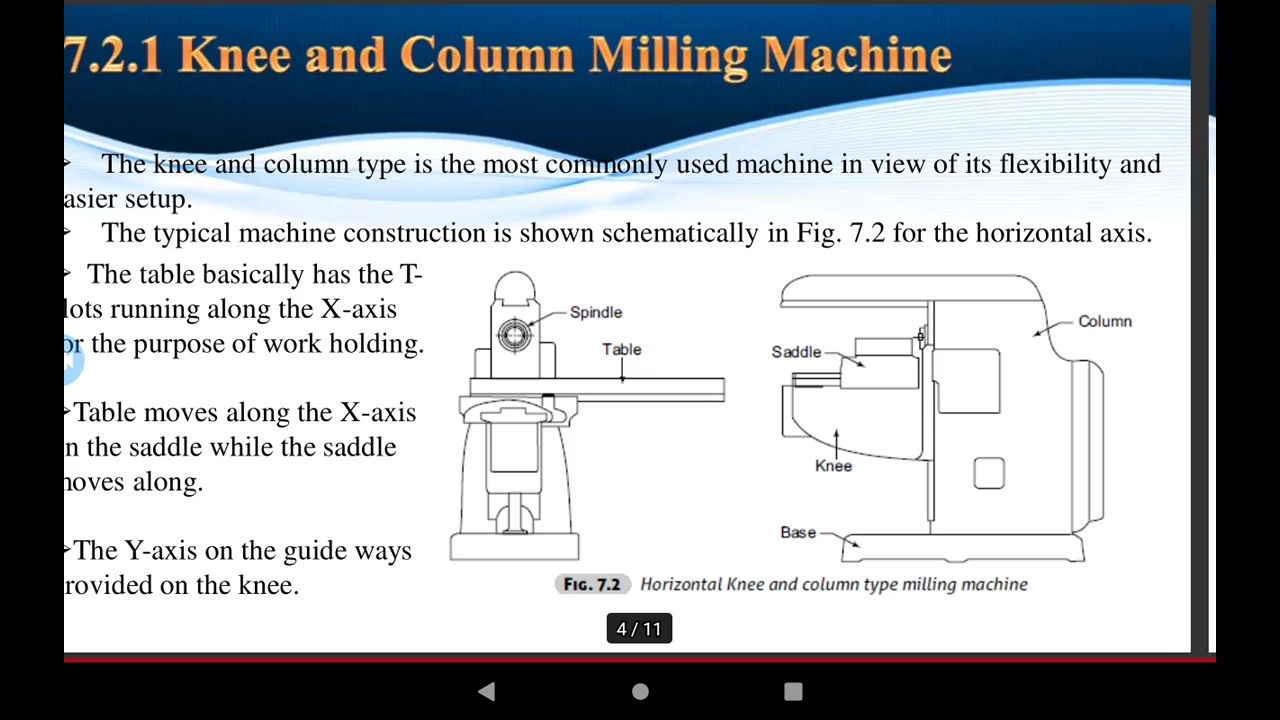 7.2.1 Knee and Column Milling Machine
➢ The knee and column type is the most commonly used machine in view of its flexibility and
asier setup.
➢ The typical machine construction is shown schematically in Fig. 7.2 for the horizontal axis.
➢ The table basically has the T-
lots running along the X-axis
or the purpose of work holding.
➢Table moves along the X-axis
n the saddle while the saddle
noves along.
➢The Y-axis on the guide ways
rovided on the knee.
Spindle
Table
Saddle
Column
Knee
Base
FIG. 7.2 Horizontal Knee and column type milling machine
4 / 11